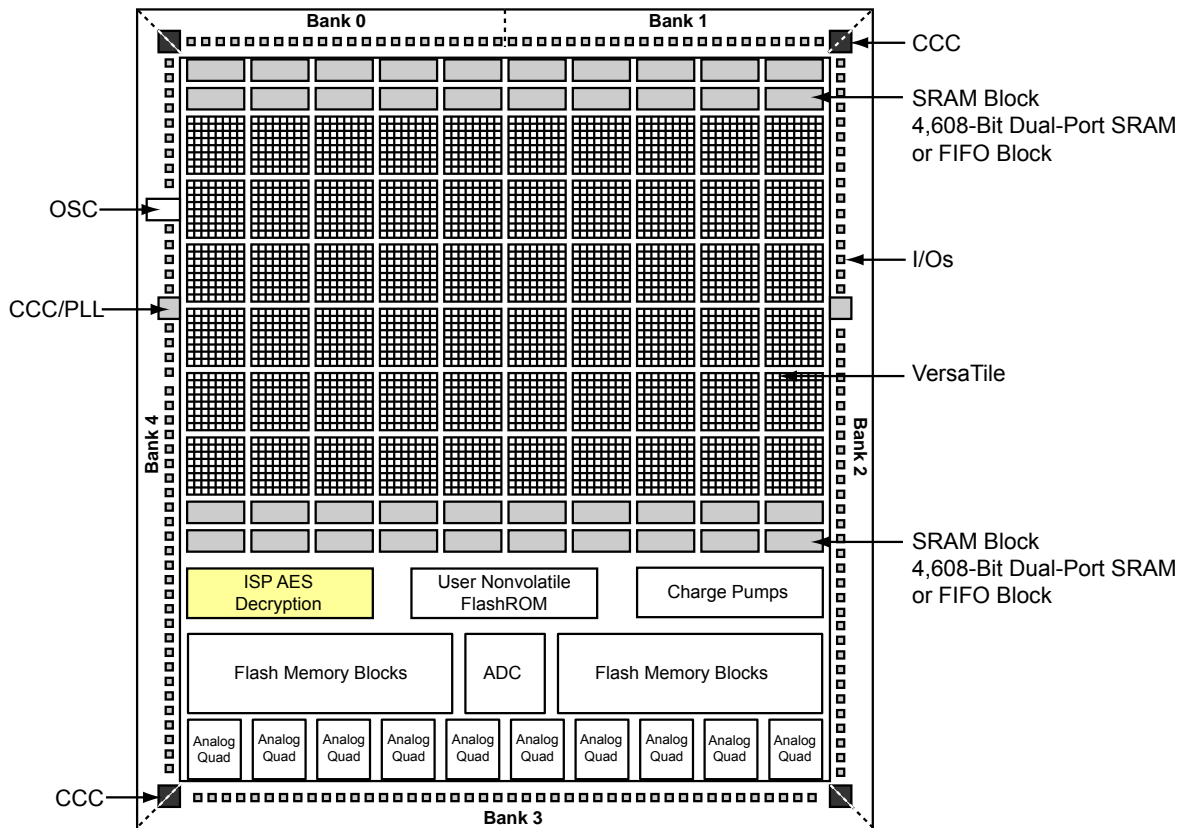 Bank 0
Bank 1
CCC
SRAM Block
4,608-Bit Dual-Port SRAM
or FIFO Block
OSC
I/Os
CCC/PLL
VersaTile
Bank 4
Bank 2
SRAM Block
4,608-Bit Dual-Port SRAM
or FIFO Block
ISP AES
Decryption
User Nonvolatile
FlashROM
Charge Pumps
Flash Memory Blocks
ADC
Flash Memory Blocks
Analog
Quad
Analog
Quad
Analog
Quad
Analog
Quad
Analog
Quad
Analog
Quad
Analog
Quad
Analog
Quad
Analog
Quad
Analog
Quad
CCC
Bank 3